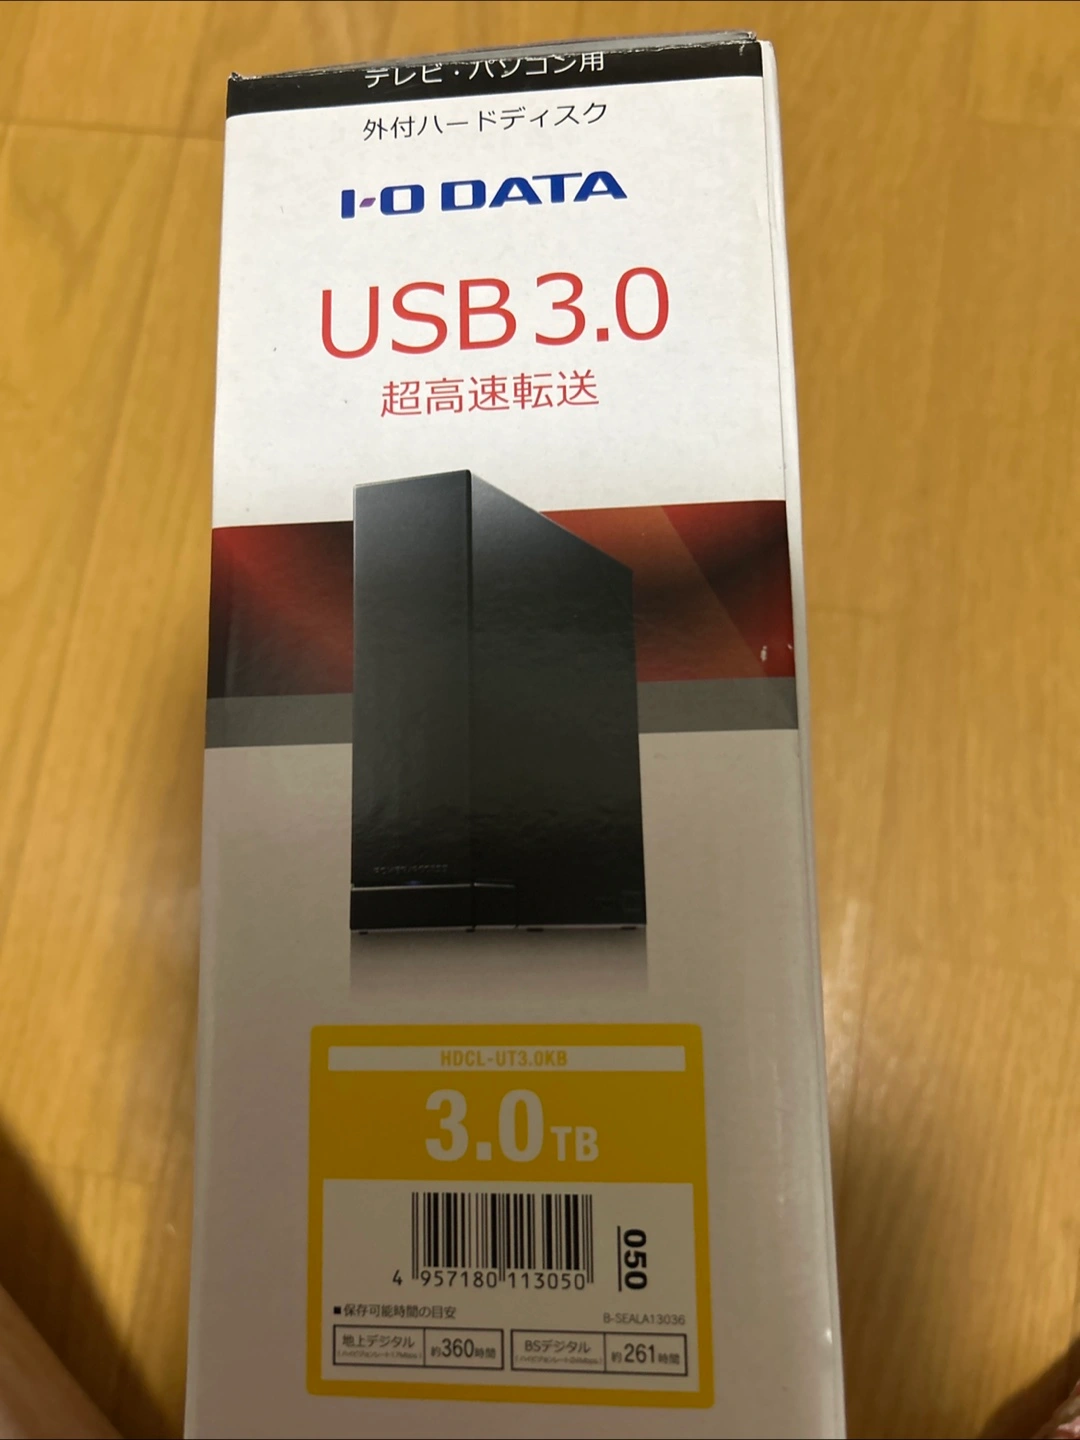 テレビ・パソコン用
外付ハードディスク
I-O DATA
USB 3.0
超高速転送
HDCL-UT3.0KB
3.0TB
4 957180 113050
050
■保存可能時間の目安
B-SEALA13036
地上デジタル 約360時間
BSデジタル 約261時間